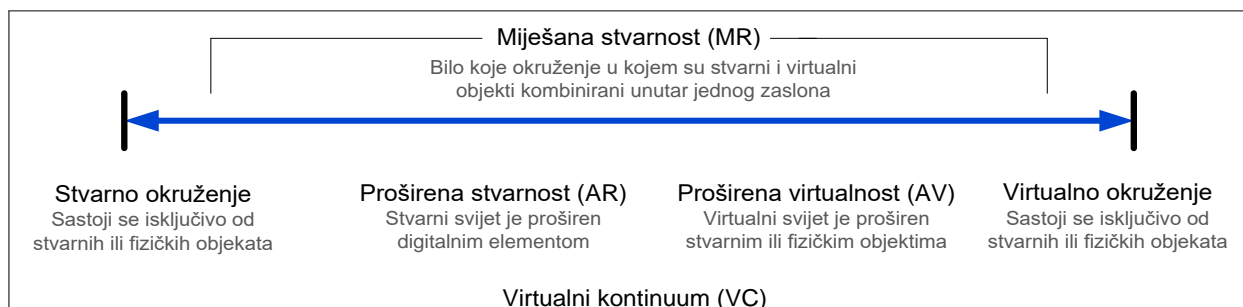 Miješana stvarnost (MR)
Bilo koje okruženje u kojem su stvarni i virtualni
objekti kombinirani unutar jednog zaslona
Stvarno okruženje
Sastoji se isključivo od
stvarnih ili fizičkih objekata
Proširena stvarnost (AR)
Stvarni svijet je proširen
digitalnim elementom
Proširena virtualnost (AV)
Virtualni svijet je proširen
stvarnim ili fizičkim objektima
Virtualno okruženje
Sastoji se isključivo od
stvarnih ili fizičkih objekata
Virtualni kontinuum (VC)